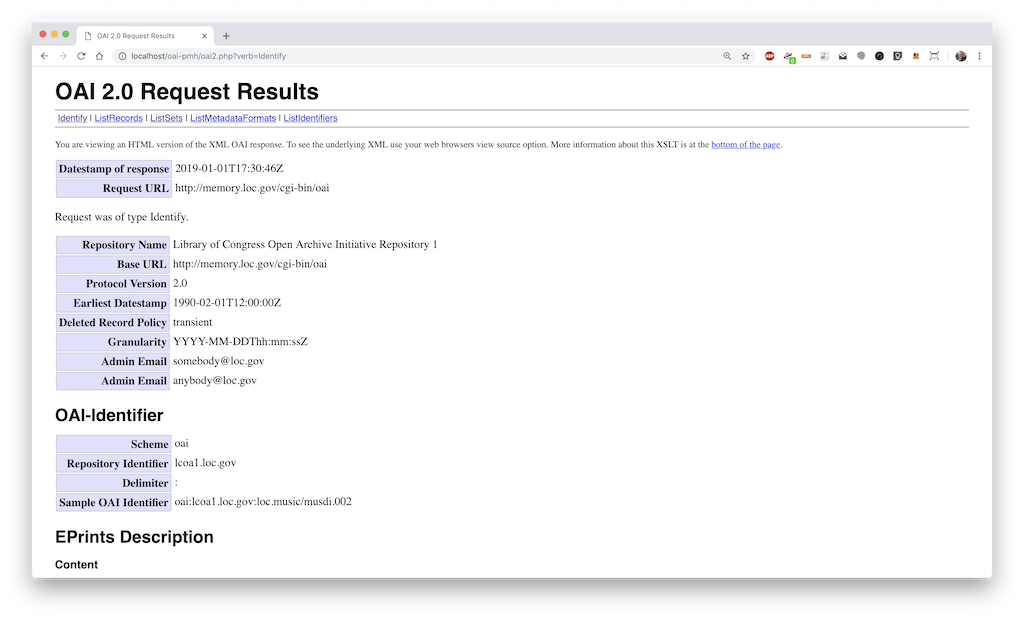 OAI 2.0 Request Results
localhost/oai-pmh/oai2.php?verb=Identify
OAI 2.0 Request Results
Identify | ListRecords | ListSets | ListMetadataFormats | ListIdentifiers
You are viewing an HTML version of the XML OAI response. To see the underlying XML use your web browsers view source option. More information about this XSLT is at the bottom of the page.
Datestamp of response 2019-01-01T17:30:46Z
Request URL http://memory.loc.gov/cgi-bin/oai
Request was of type Identify.
Repository Name Library of Congress Open Archive Initiative Repository 1
Base URL http://memory.loc.gov/cgi-bin/oai
Protocol Version 2.0
Earliest Datestamp 1990-02-01T12:00:00Z
Deleted Record Policy transient
Granularity YYYY-MM-DDThh:mm:ssZ
Admin Email somebody@loc.gov
Admin Email anybody@loc.gov
OAI-Identifier
Scheme oai
Repository Identifier lcoa1.loc.gov
Delimiter :
Sample OAI Identifier oai:lcoa1.loc.gov:loc.music/musdi.002
EPrints Description
Content